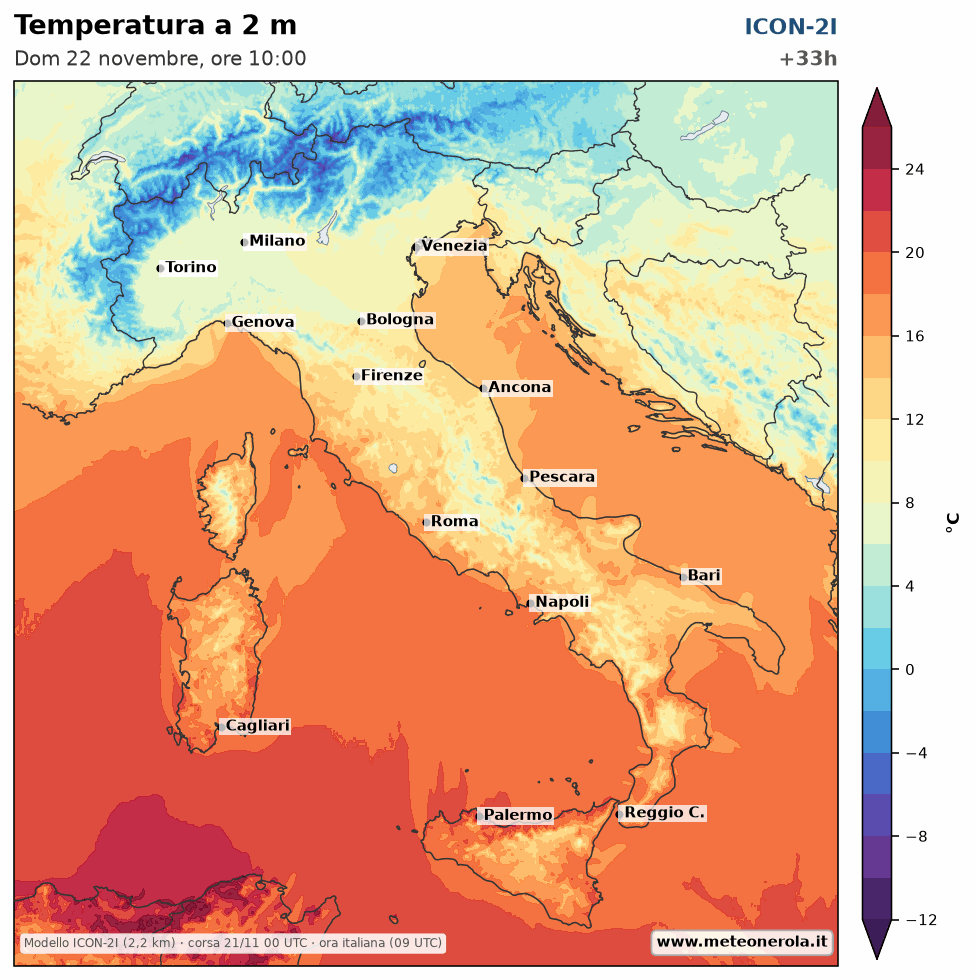 Temperatura a 2 m
ICON-2I
Dom 22 novembre, ore 10:00
+33h
Milano
Venezia
Torino
Genova
Bologna
Firenze
Ancona
Pescara
Roma
Bari
Napoli
Cagliari
Palermo
Reggio C.
24
20
16
12
8
4
0
−4
−8
−12
°C
Modello ICON-2I (2,2 km) · corsa 21/11 00 UTC · ora italiana (09 UTC)
www.meteonerola.it